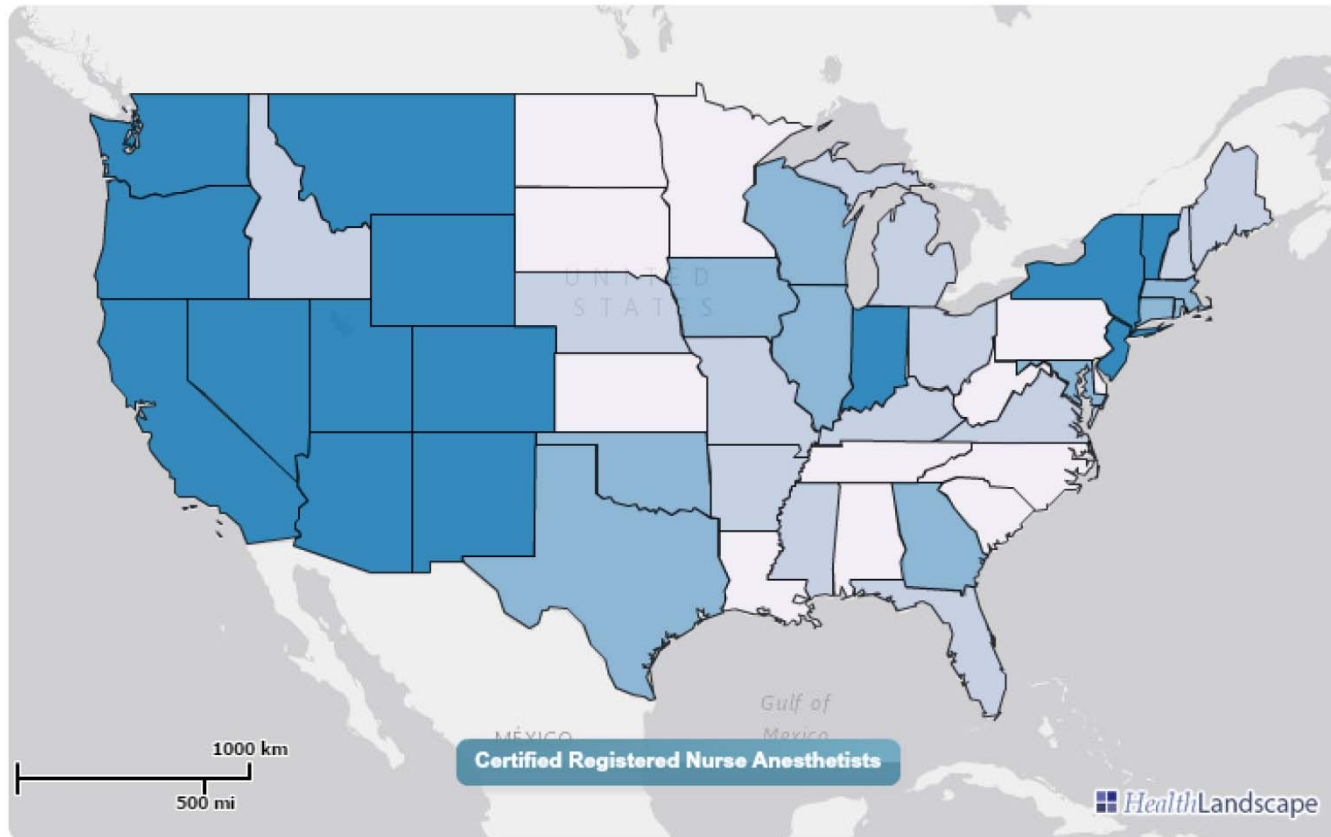 UNITED
STATES
Gulf of
Mexico
MÉXICO
Certified Registered Nurse Anesthetists
1000 km
500 mi
HealthLandscape